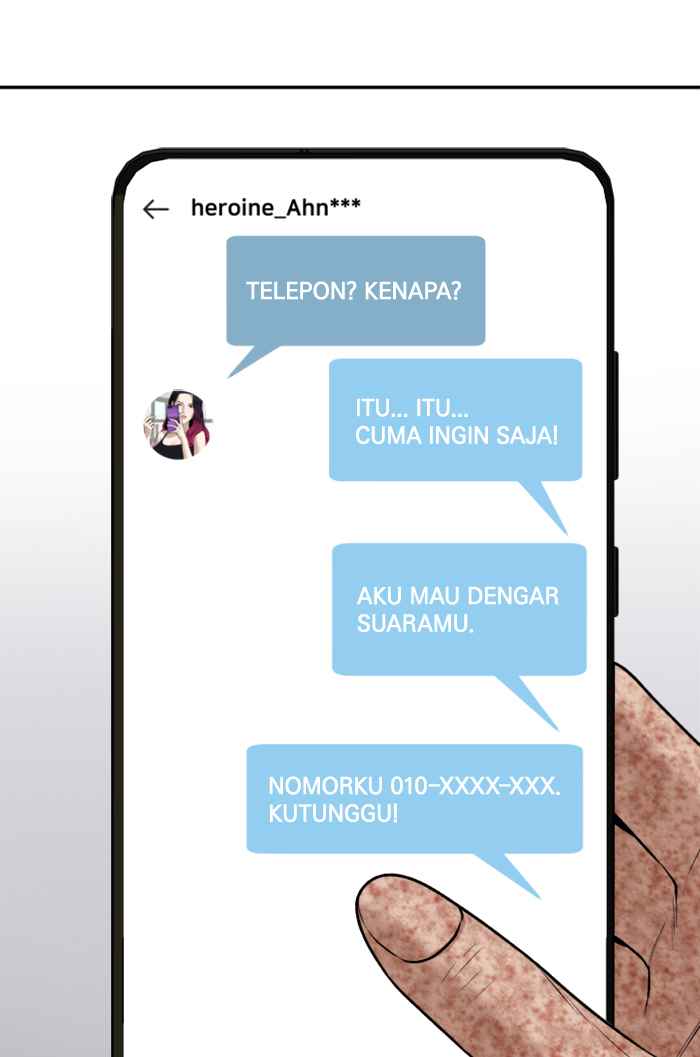 heroine_Ahn***
TELEPON? KENAPA?
ITU... ITU...
CUMA INGIN SAJA!
AKU MAU DENGAR
SUARAMU.
NOMORKU 010-XXXX-XXX.
KUTUNGGU!